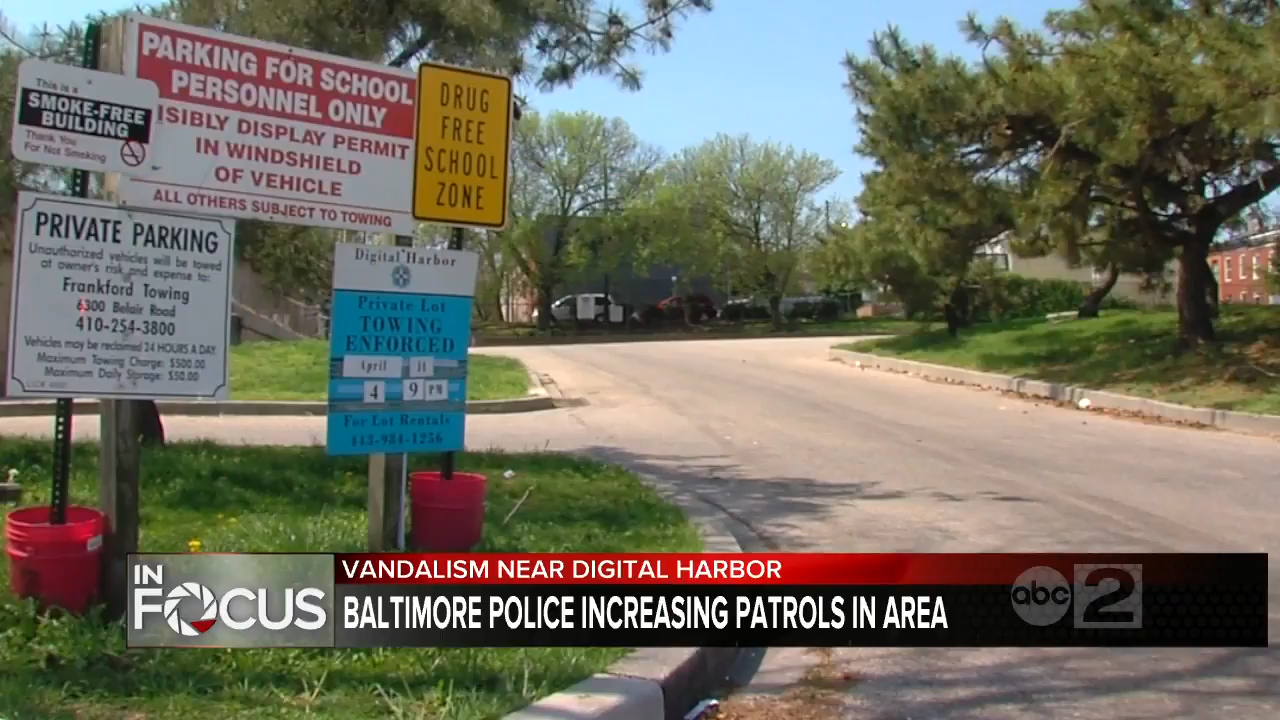 This is a
SMOKE-FREE
BUILDING
Thank You
For Not Smoking
PARKING FOR SCHOOL
PERSONNEL ONLY
ISIBLY DISPLAY PERMIT
IN WINDSHIELD
OF VEHICLE
ALL OTHERS SUBJECT TO TOWING
DRUG
FREE
SCHOOL
ZONE
PRIVATE PARKING
Unauthorized vehicles will be towed
at owner's risk and expense to:
Frankford Towing
6300 Belair Road
410-254-3800
Vehicles may be reclaimed 24 HOURS A DAY
Maximum Towing Charge: $500.00
Maximum Daily Storage: $50.00
Digital Harbor
Private Lot
TOWING
ENFORCED
April 11
4 9 PM
For Lot Rentals
443-984-1256
IN
FOCUS
VANDALISM NEAR DIGITAL HARBOR
BALTIMORE POLICE INCREASING PATROLS IN AREA
abc 2